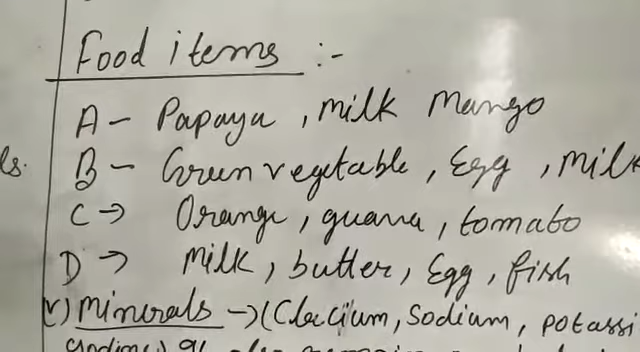 Food items :-
A - Papaya , milk Mango
ls. B - Green vegetable , Egg , milk
C → Orange , guava , tomato
D → milk , butter , Egg , fish
(v) Minerals → (Clacium , Sodium , potassi